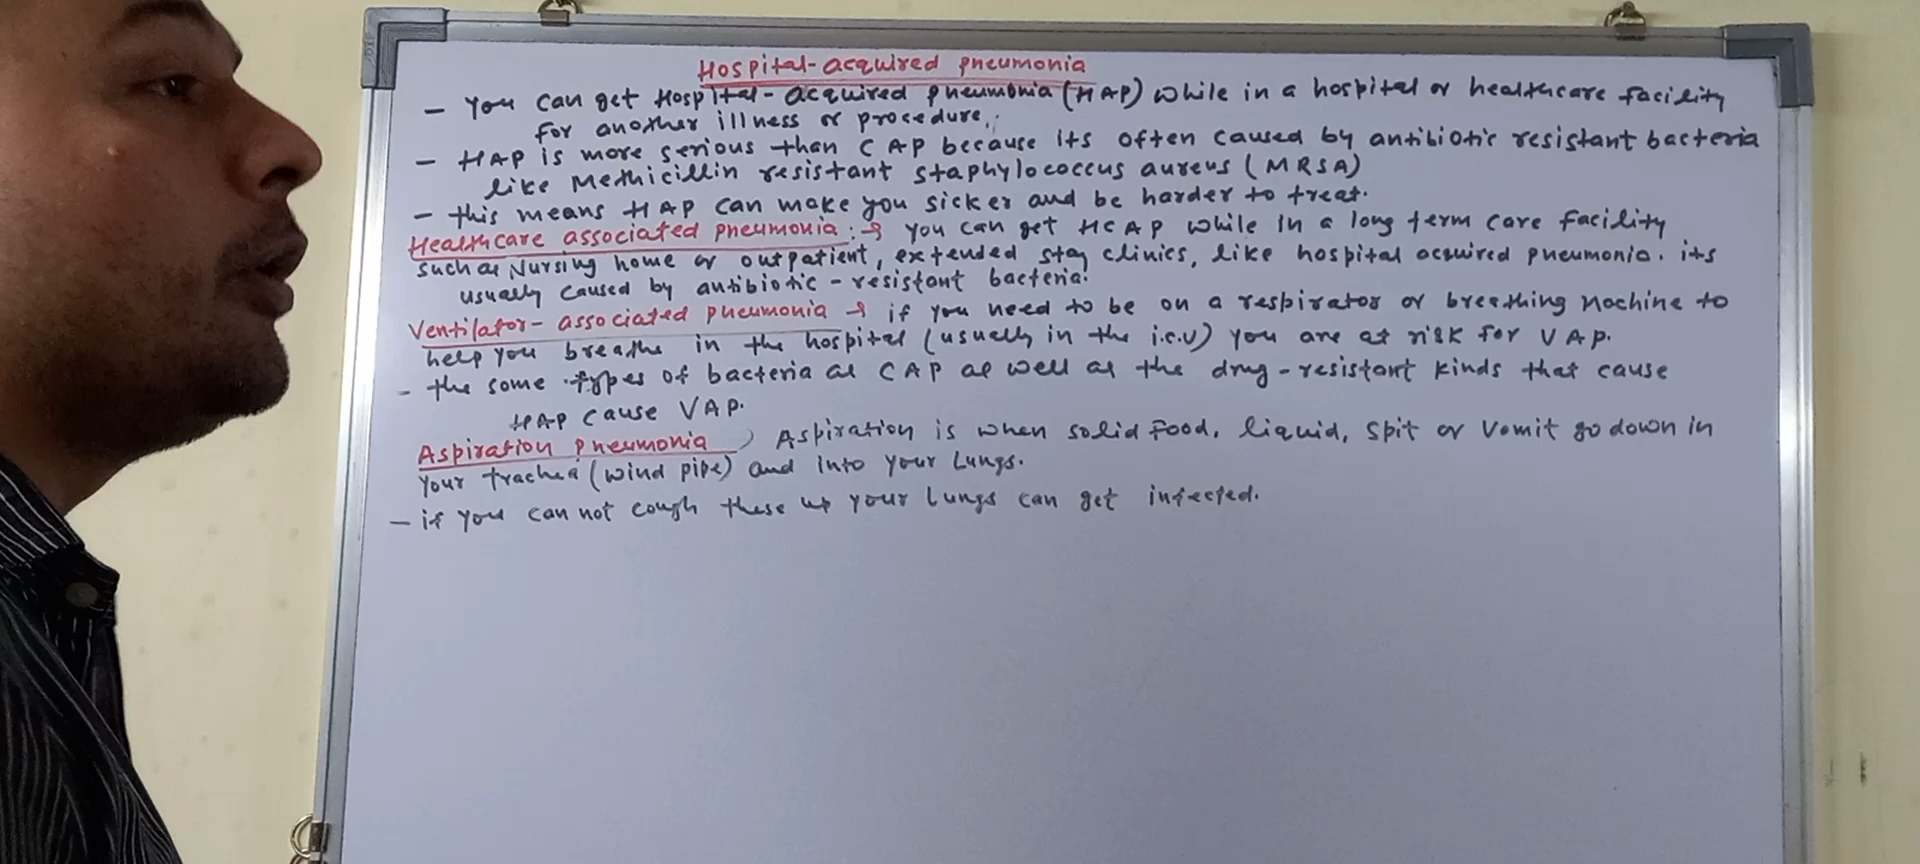 Hospital-acquired pneumonia
- You can get Hospital-acquired pneumonia (HAP) while in a hospital or healthcare facility
for another illness or procedure.
- HAP is more serious than CAP because its often caused by antibiotic resistant bacteria
like Methicillin resistant staphylococcus aureus (MRSA)
- this means HAP can make you sicker and be harder to treat.
Healthcare associated pneumonia :→ you can get HCAP while in a long term care facility
such as Nursing home or outpatient, extended stay clinics, like hospital acquired pneumonia. its
usually caused by antibiotic-resistant bacteria.
Ventilator-associated pneumonia → if you need to be on a respirator or breathing Machine to
help you breathe in the hospital (usually in the i.c.u) you are at risk for VAP.
- the some types of bacteria as CAP as well as the drug-resistant kinds that cause
HAP cause VAP.
Aspiration pneumonia) Aspiration is when solid food, liquid, spit or vomit go down in
your trachea (wind pipe) and into your Lungs.
- if you can not cough these up your lungs can get infected.